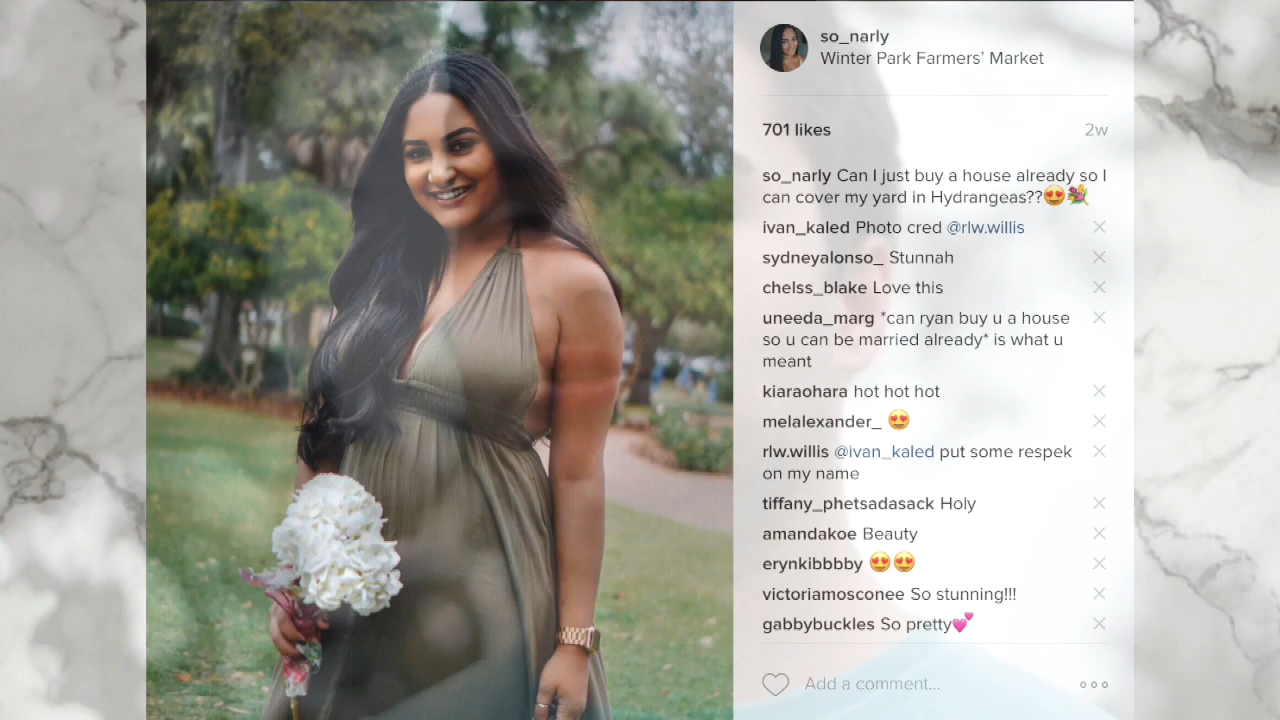 so_narly
Winter Park Farmers’ Market
701 likes 2w
so_narly Can I just buy a house already so I
can cover my yard in Hydrangeas??😍💐
ivan_kaled Photo cred @rlw.willis
sydneyalonso_ Stunnah
chelss_blake Love this
uneeda_marg *can ryan buy u a house
so u can be married already* is what u
meant
kiaraohara hot hot hot
melalexander_ 😍
rlw.willis @ivan_kaled put some respek
on my name
tiffany_phetsadasack Holy
amandakoe Beauty
erynkibbbby 😍😍
victoriamosconee So stunning!!!
gabbybuckles So pretty💕
Add a comment...